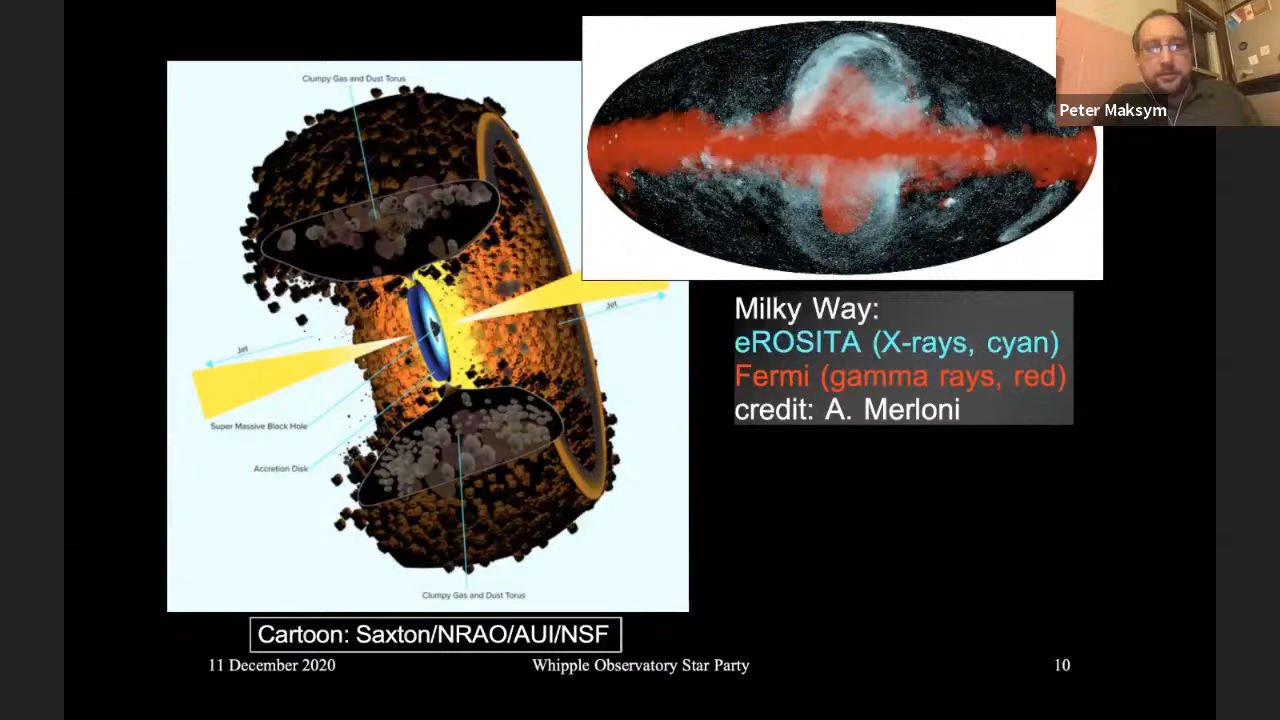 Clumpy Gas and Dust Torus
Peter Maksym
Jet
Jet
Super Massive Black Hole
Accretion Disk
Clumpy Gas and Dust Torus
Milky Way:
eROSITA (X-rays, cyan)
Fermi (gamma rays, red)
credit: A. Merloni
Cartoon: Saxton/NRAO/AUI/NSF
11 December 2020
Whipple Observatory Star Party
10